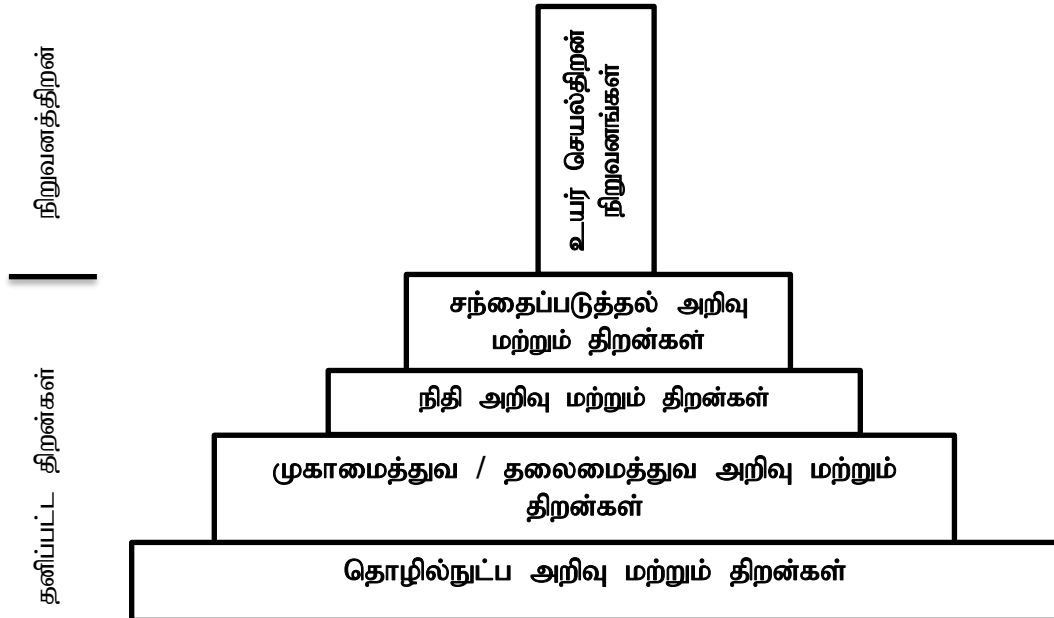 நிறுவனத்திறன்
உயர் செயல்திறன்
நிறுவனங்கள்
சந்தைப்படுத்தல் அறிவு
மற்றும் திறன்கள்
நிதி அறிவு மற்றும் திறன்கள்
தனிப்பட்ட திறன்கள்
முகாமைத்துவ / தலைமைத்துவ அறிவு மற்றும்
திறன்கள்
தொழில்நுட்ப அறிவு மற்றும் திறன்கள்